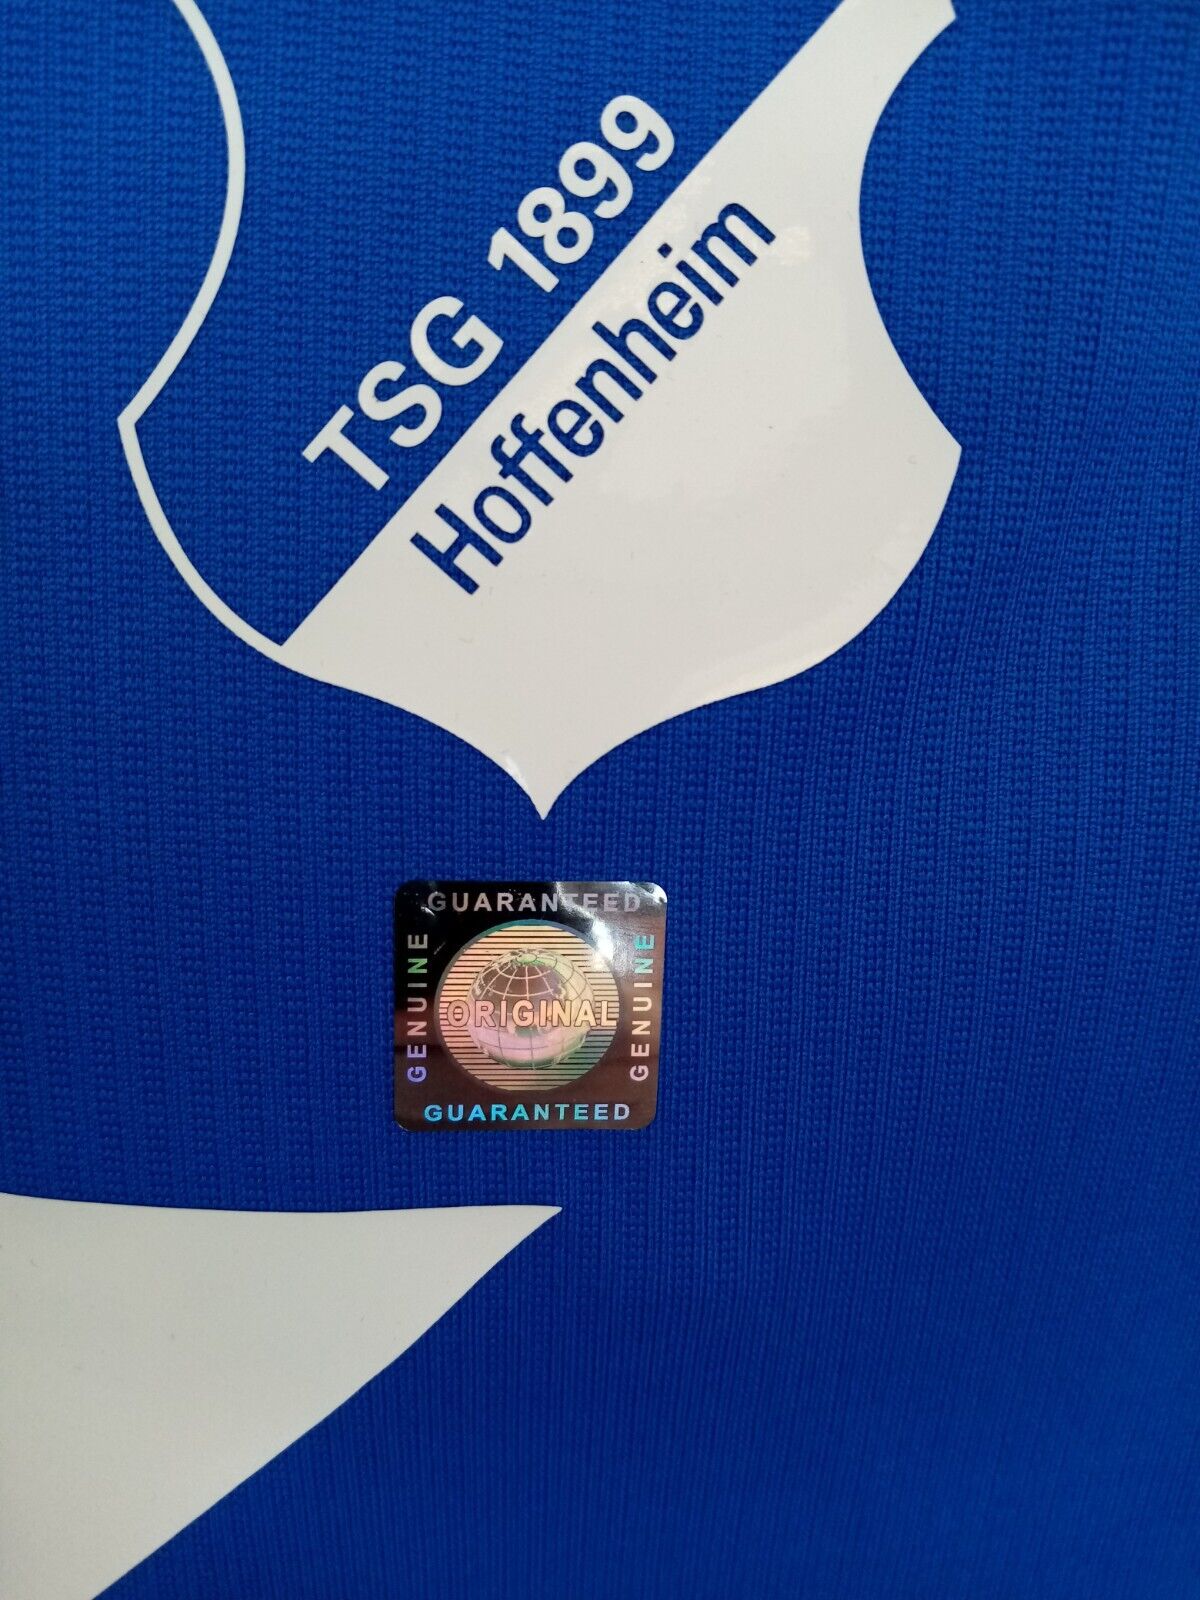 TSG 1899
Hoffenheim
GUARANTEED
GENUINE
ORIGINAL
GENUINE
GUARANTEED